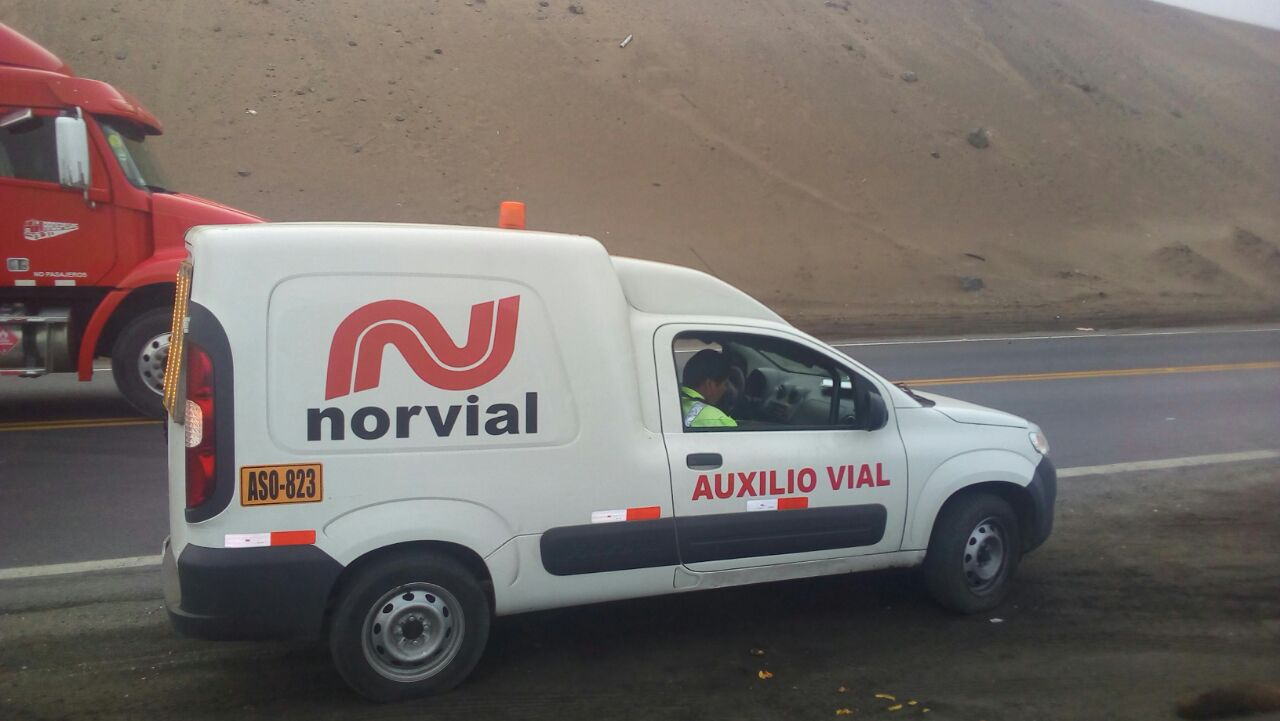 NO PASAJEROS
norvial
ASO-823
AUXILIO VIAL